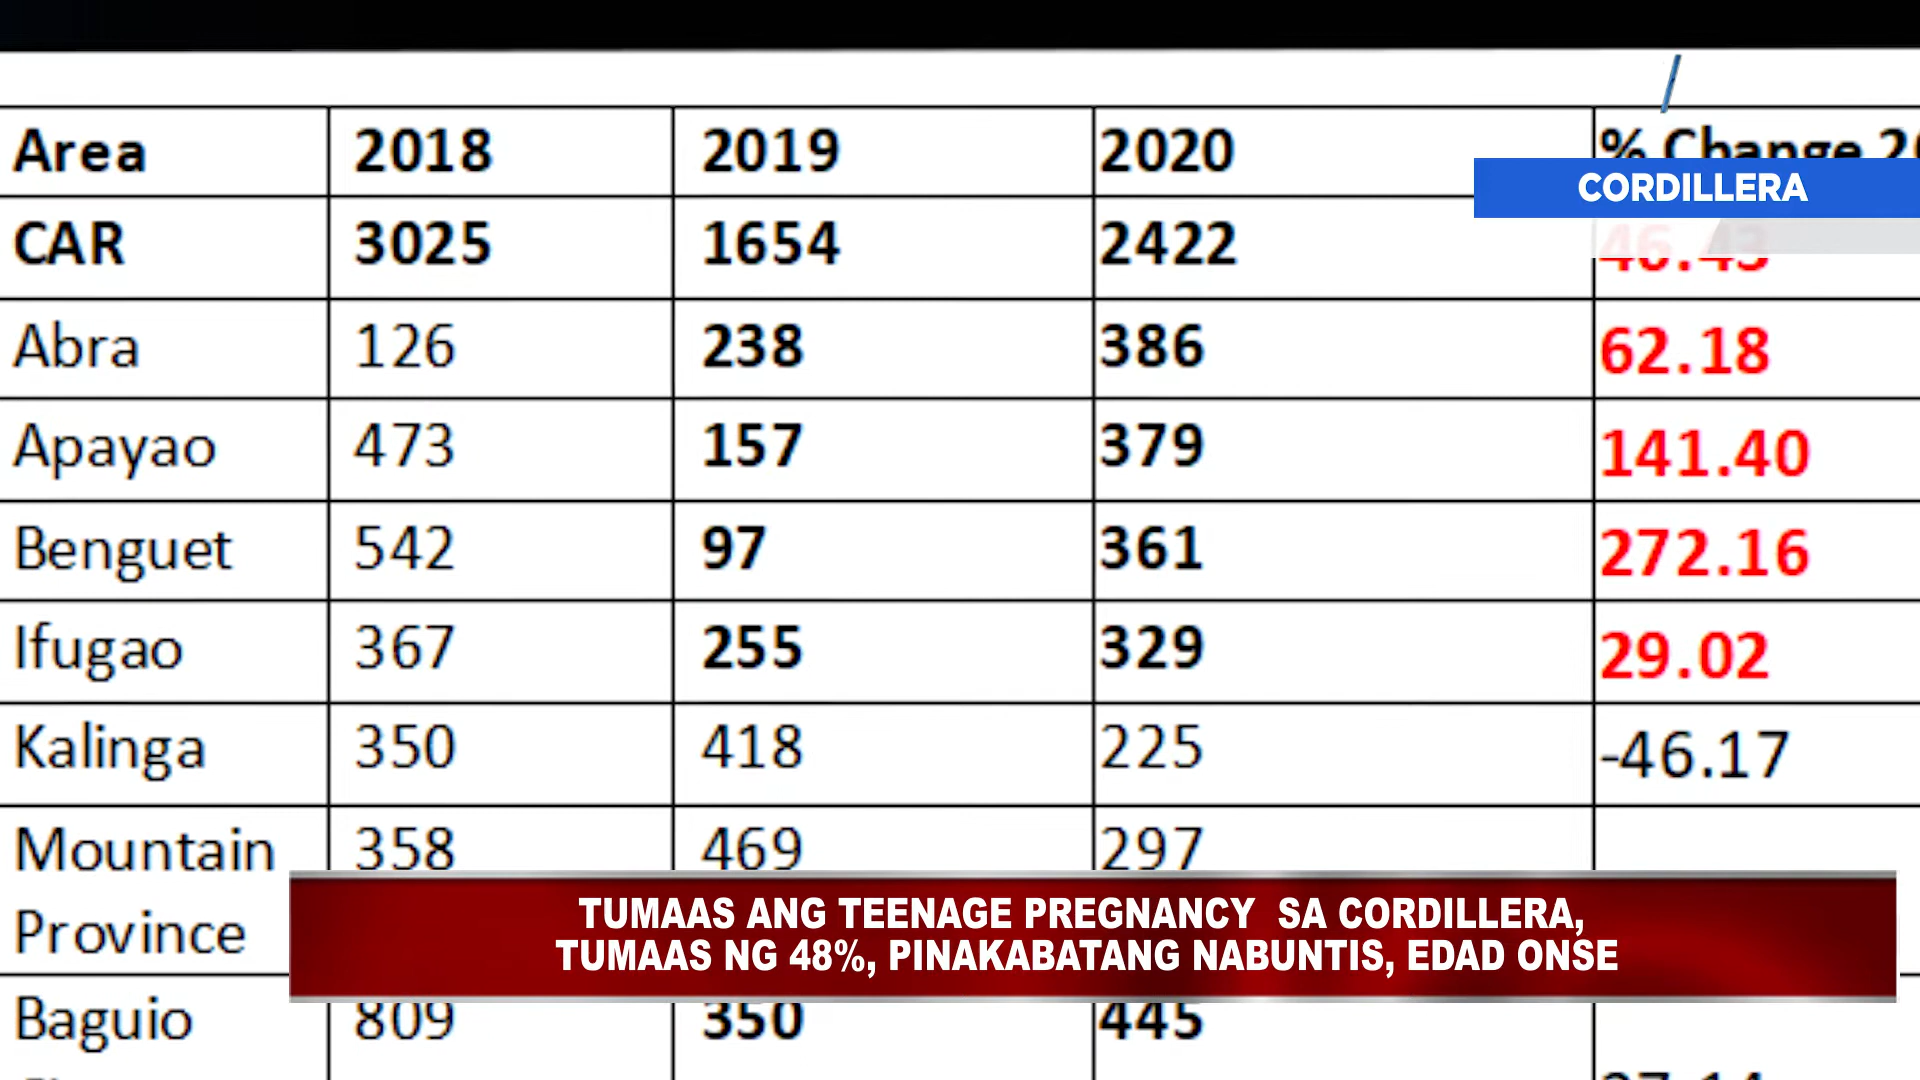 Area 2018 2019 2020 % Change
CORDILLERA
CAR 3025 1654 2422 46.43
Abra 126 238 386 62.18
Apayao 473 157 379 141.40
Benguet 542 97 361 272.16
Ifugao 367 255 329 29.02
Kalinga 350 418 225 -46.17
Mountain 358 469 297
Province
TUMAAS ANG TEENAGE PREGNANCY SA CORDILLERA,
TUMAAS NG 48%, PINAKABATANG NABUNTIS, EDAD ONSE
Baguio 809 350 445